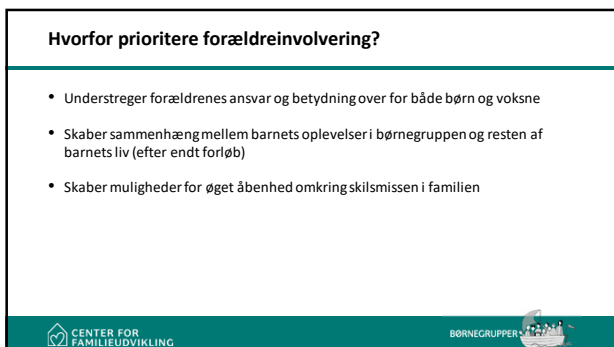 Hvorfor prioritere forældreinvolvering?
• Understreger forældrenes ansvar og betydning over for både børn og voksne
• Skaber sammenhæng mellem barnets oplevelser i børnegruppen og resten af
barnets liv (efter endt forløb)
• Skaber muligheder for øget åbenhed omkring skilsmissen i familien
CENTER FOR
FAMILIEUDVIKLING
BØRNEGRUPPER